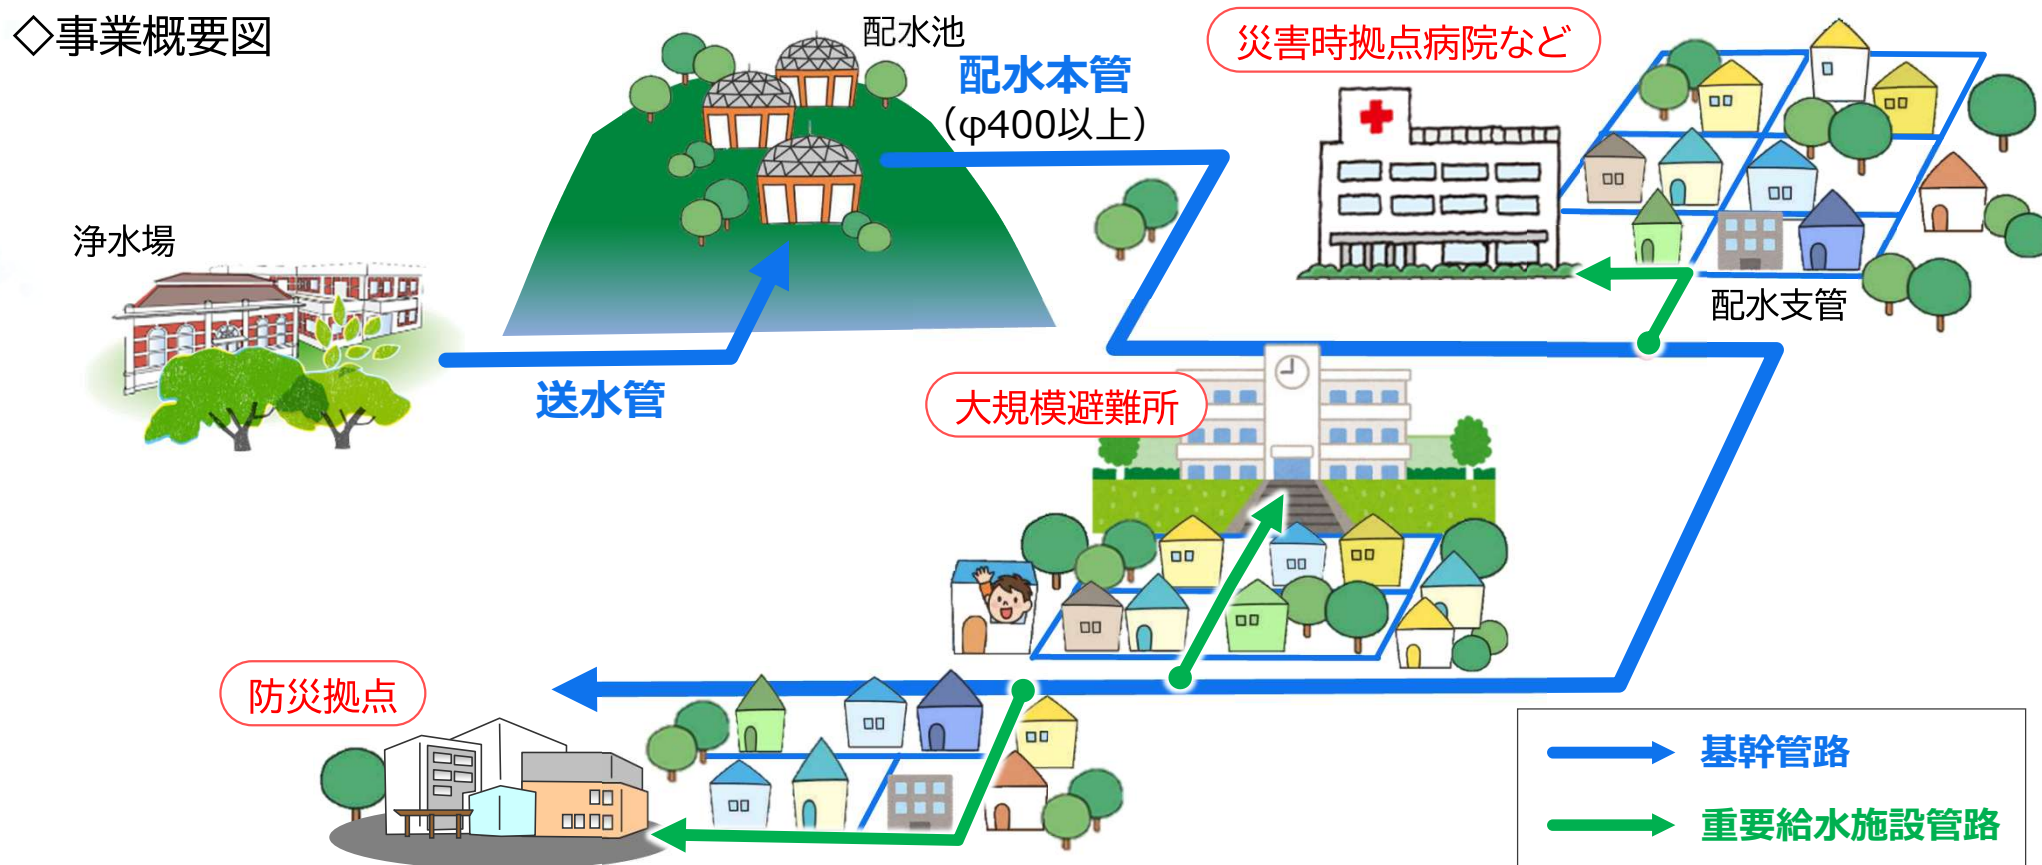 ◇事業概要図
配水池
配水本管
（φ400以上）
災害時拠点病院など
浄水場
送水管
配水支管
大規模避難所
防災拠点
基幹管路
重要給水施設管路